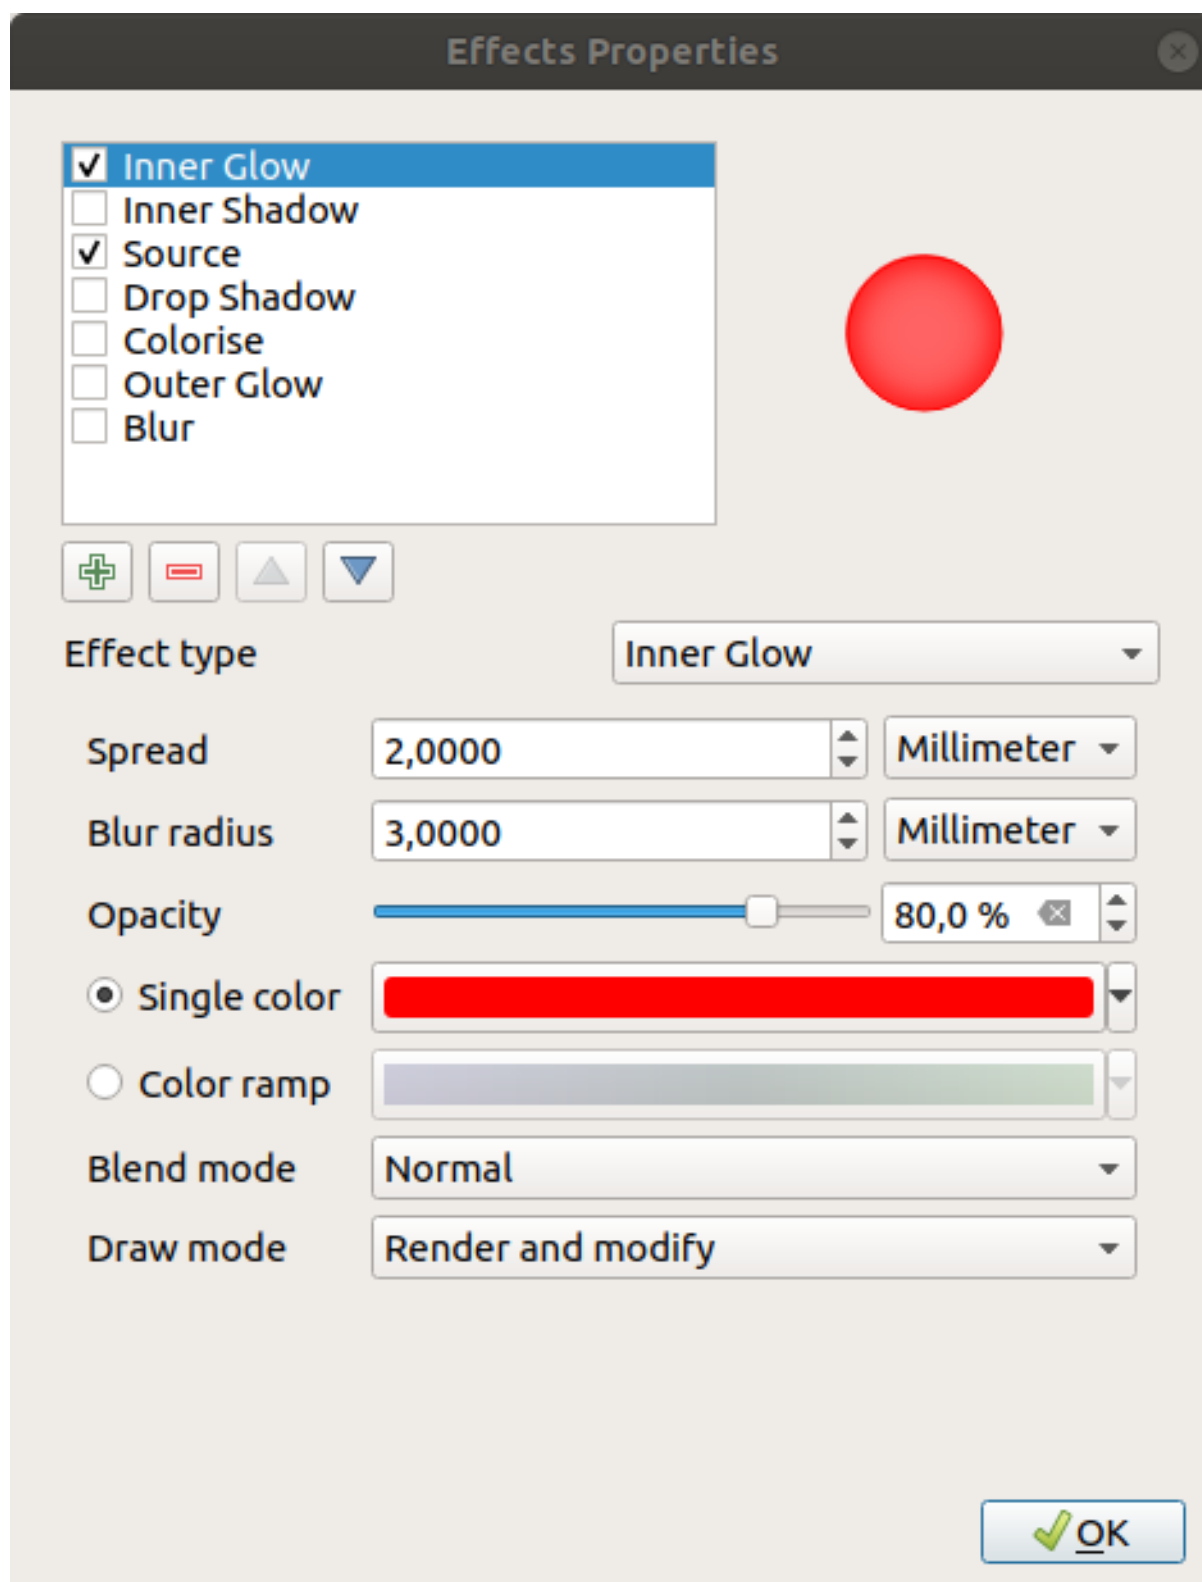 Effects Properties
Inner Glow
Inner Shadow
Source
Drop Shadow
Colorise
Outer Glow
Blur
Effect type Inner Glow
Spread 2,0000 Millimeter
Blur radius 3,0000 Millimeter
Opacity 80,0 %
Single color
Color ramp
Blend mode Normal
Draw mode Render and modify
OK